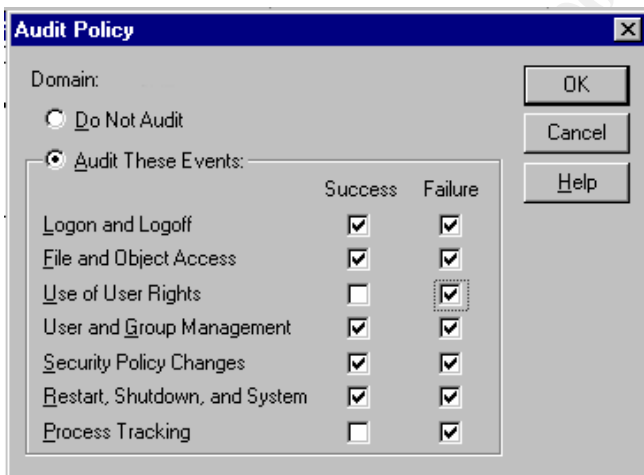 Audit Policy
Domain:
Do Not Audit
Audit These Events:
Success Failure
Logon and Logoff
File and Object Access
Use of User Rights
User and Group Management
Security Policy Changes
Restart, Shutdown, and System
Process Tracking
OK
Cancel
Help